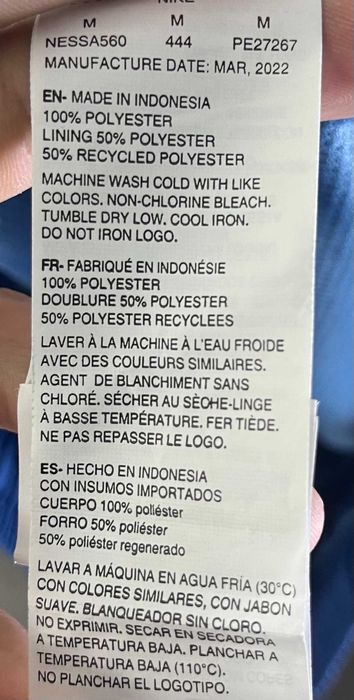 M M M
NESSA560 444 PE27267
MANUFACTURE DATE: MAR, 2022
EN- MADE IN INDONESIA
100% POLYESTER
LINING 50% POLYESTER
50% RECYCLED POLYESTER
MACHINE WASH COLD WITH LIKE
COLORS. NON-CHLORINE BLEACH.
TUMBLE DRY LOW. COOL IRON.
DO NOT IRON LOGO.
FR- FABRIQUÉ EN INDONÉSIE
100% POLYESTER
DOUBLURE 50% POLYESTER
50% POLYESTER RECYCLEES
LAVER À LA MACHINE À L'EAU FROIDE
AVEC DES COULEURS SIMILAIRES.
AGENT DE BLANCHIMENT SANS
CHLORÉ. SÉCHER AU SÈCHE-LINGE
À BASSE TEMPÉRATURE. FER TIÈDE.
NE PAS REPASSER LE LOGO.
ES- HECHO EN INDONESIA
CON INSUMOS IMPORTADOS
CUERPO 100% poliéster
FORRO 50% poliéster
50% poliéster regenerado
LAVAR A MÁQUINA EN AGUA FRÍA (30°C)
CON COLORES SIMILARES, CON JABON
SUAVE. BLANQUEADOR SIN CLORO.
NO EXPRIMIR. SECAR EN SECADORA
A TEMPERATURA BAJA. PLANCHAR A
TEMPERATURA BAJA (110°C).
NO PLANCHAR EL LOGOTIPO.